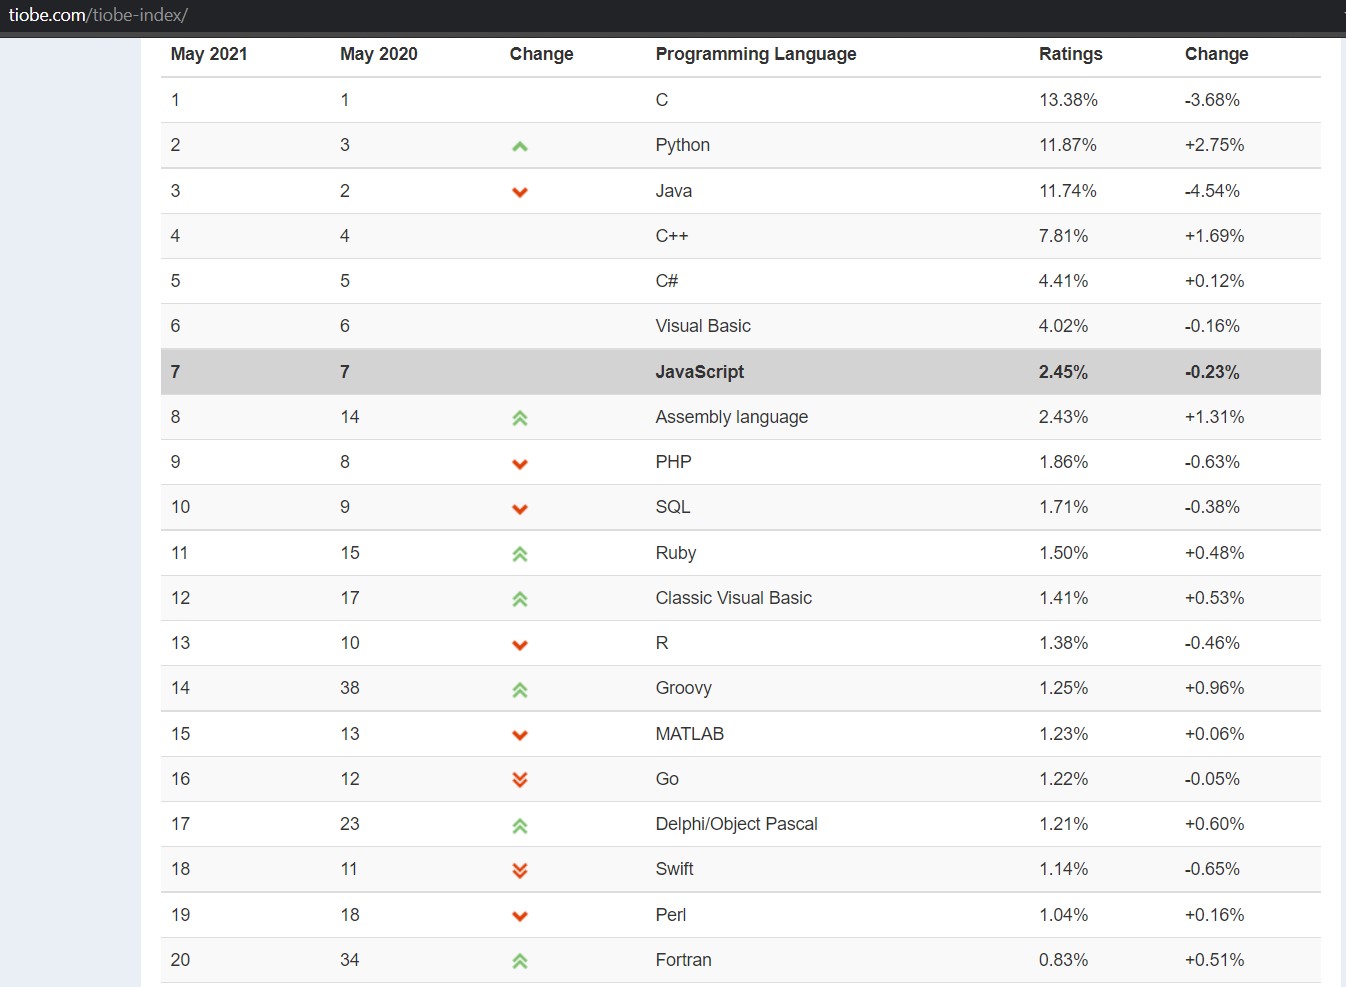 tiobe.com/tiobe-index/
May 2021 May 2020 Change Programming Language Ratings Change
1 1 C 13.38% -3.68%
2 3 Python 11.87% +2.75%
3 2 Java 11.74% -4.54%
4 4 C++ 7.81% +1.69%
5 5 C# 4.41% +0.12%
6 6 Visual Basic 4.02% -0.16%
7 7 JavaScript 2.45% -0.23%
8 14 Assembly language 2.43% +1.31%
9 8 PHP 1.86% -0.63%
10 9 SQL 1.71% -0.38%
11 15 Ruby 1.50% +0.48%
12 17 Classic Visual Basic 1.41% +0.53%
13 10 R 1.38% -0.46%
14 38 Groovy 1.25% +0.96%
15 13 MATLAB 1.23% +0.06%
16 12 Go 1.22% -0.05%
17 23 Delphi/Object Pascal 1.21% +0.60%
18 11 Swift 1.14% -0.65%
19 18 Perl 1.04% +0.16%
20 34 Fortran 0.83% +0.51%